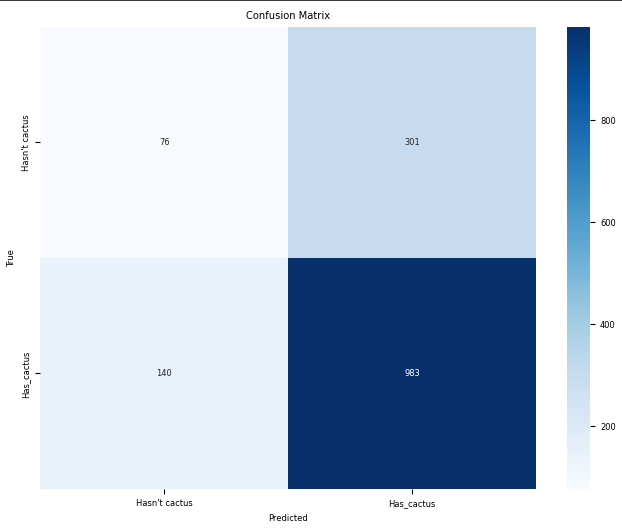 Confusion Matrix
Hasn't cactus
76
301
800
600
True
400
Has_cactus
140
983
200
Hasn't cactus
Has_cactus
Predicted